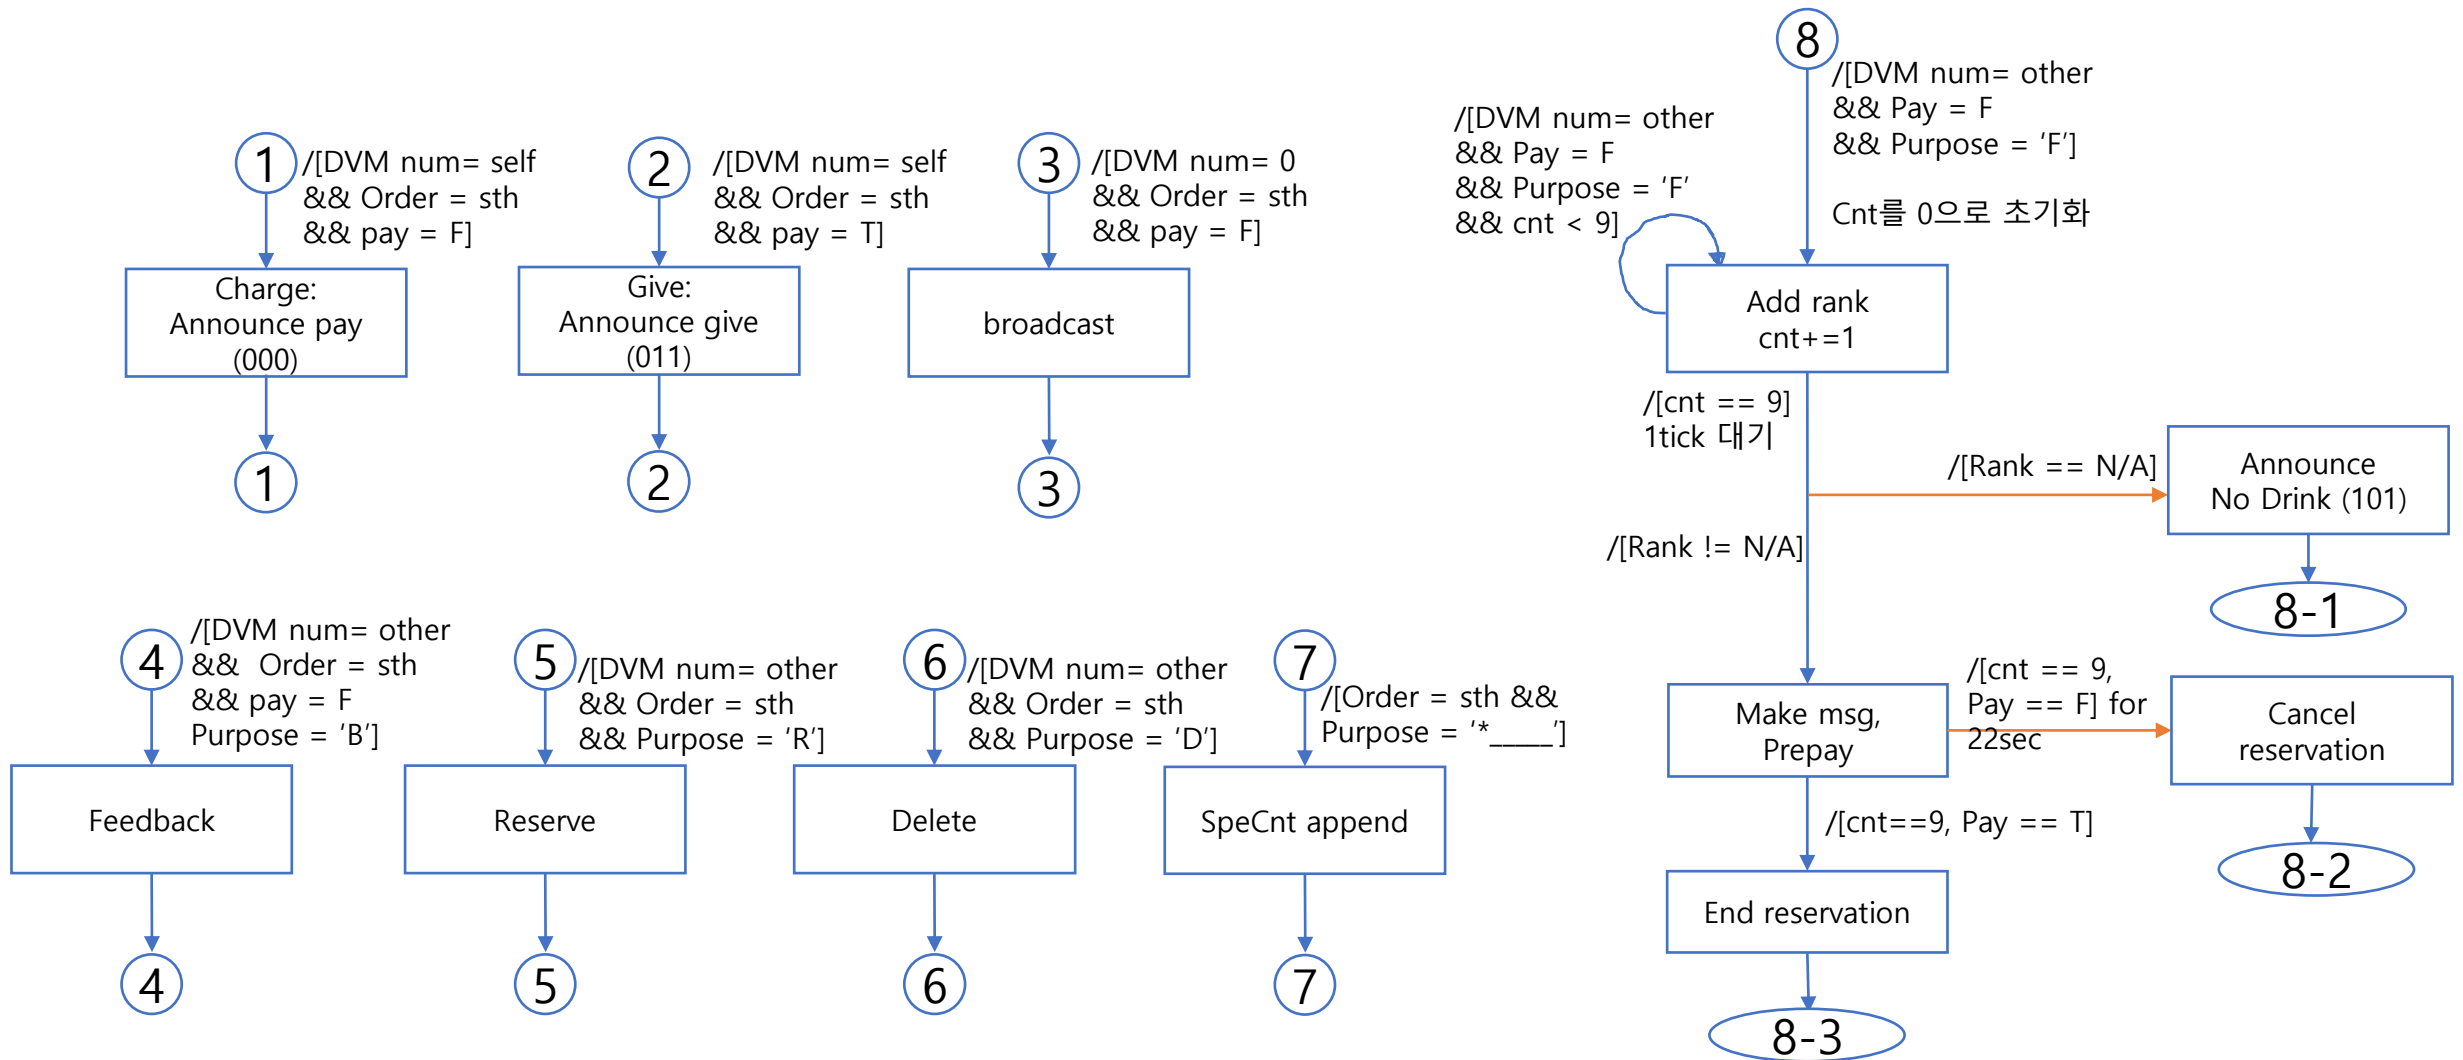 1
/[DVM num= self
&& Order = sth
&& pay = F]
Charge:
Announce pay
(000)
1
2
/[DVM num= self
&& Order = sth
&& pay = T]
Give:
Announce give
(011)
2
3
/[DVM num= 0
&& Order = sth
&& pay = F]
broadcast
3
4
/[DVM num= other
&&  Order = sth
&& pay = F
Purpose = ‘B’]
Feedback
4
5
/[DVM num= other
&& Order = sth
&& Purpose = ‘R’]
Reserve
5
6
/[DVM num= other
&& Order = sth
&& Purpose = ‘D’]
Delete
6
7
/[Order = sth &&
Purpose = ‘*_____’]
SpeCnt append
7
8
/[DVM num= other
&& Pay = F
&& Purpose = ‘F’]
Cnt를 0으로 초기화
/[DVM num= other
&& Pay = F
&& Purpose = ‘F’
&& cnt < 9]
Add rank
cnt+=1
/[cnt == 9]
1tick 대기
/[Rank == N/A]
Announce
No Drink (101)
8-1
/[Rank != N/A]
Make msg,
Prepay
/[cnt == 9,
Pay == F] for
22sec
Cancel
reservation
8-2
/[cnt==9, Pay == T]
End reservation
8-3